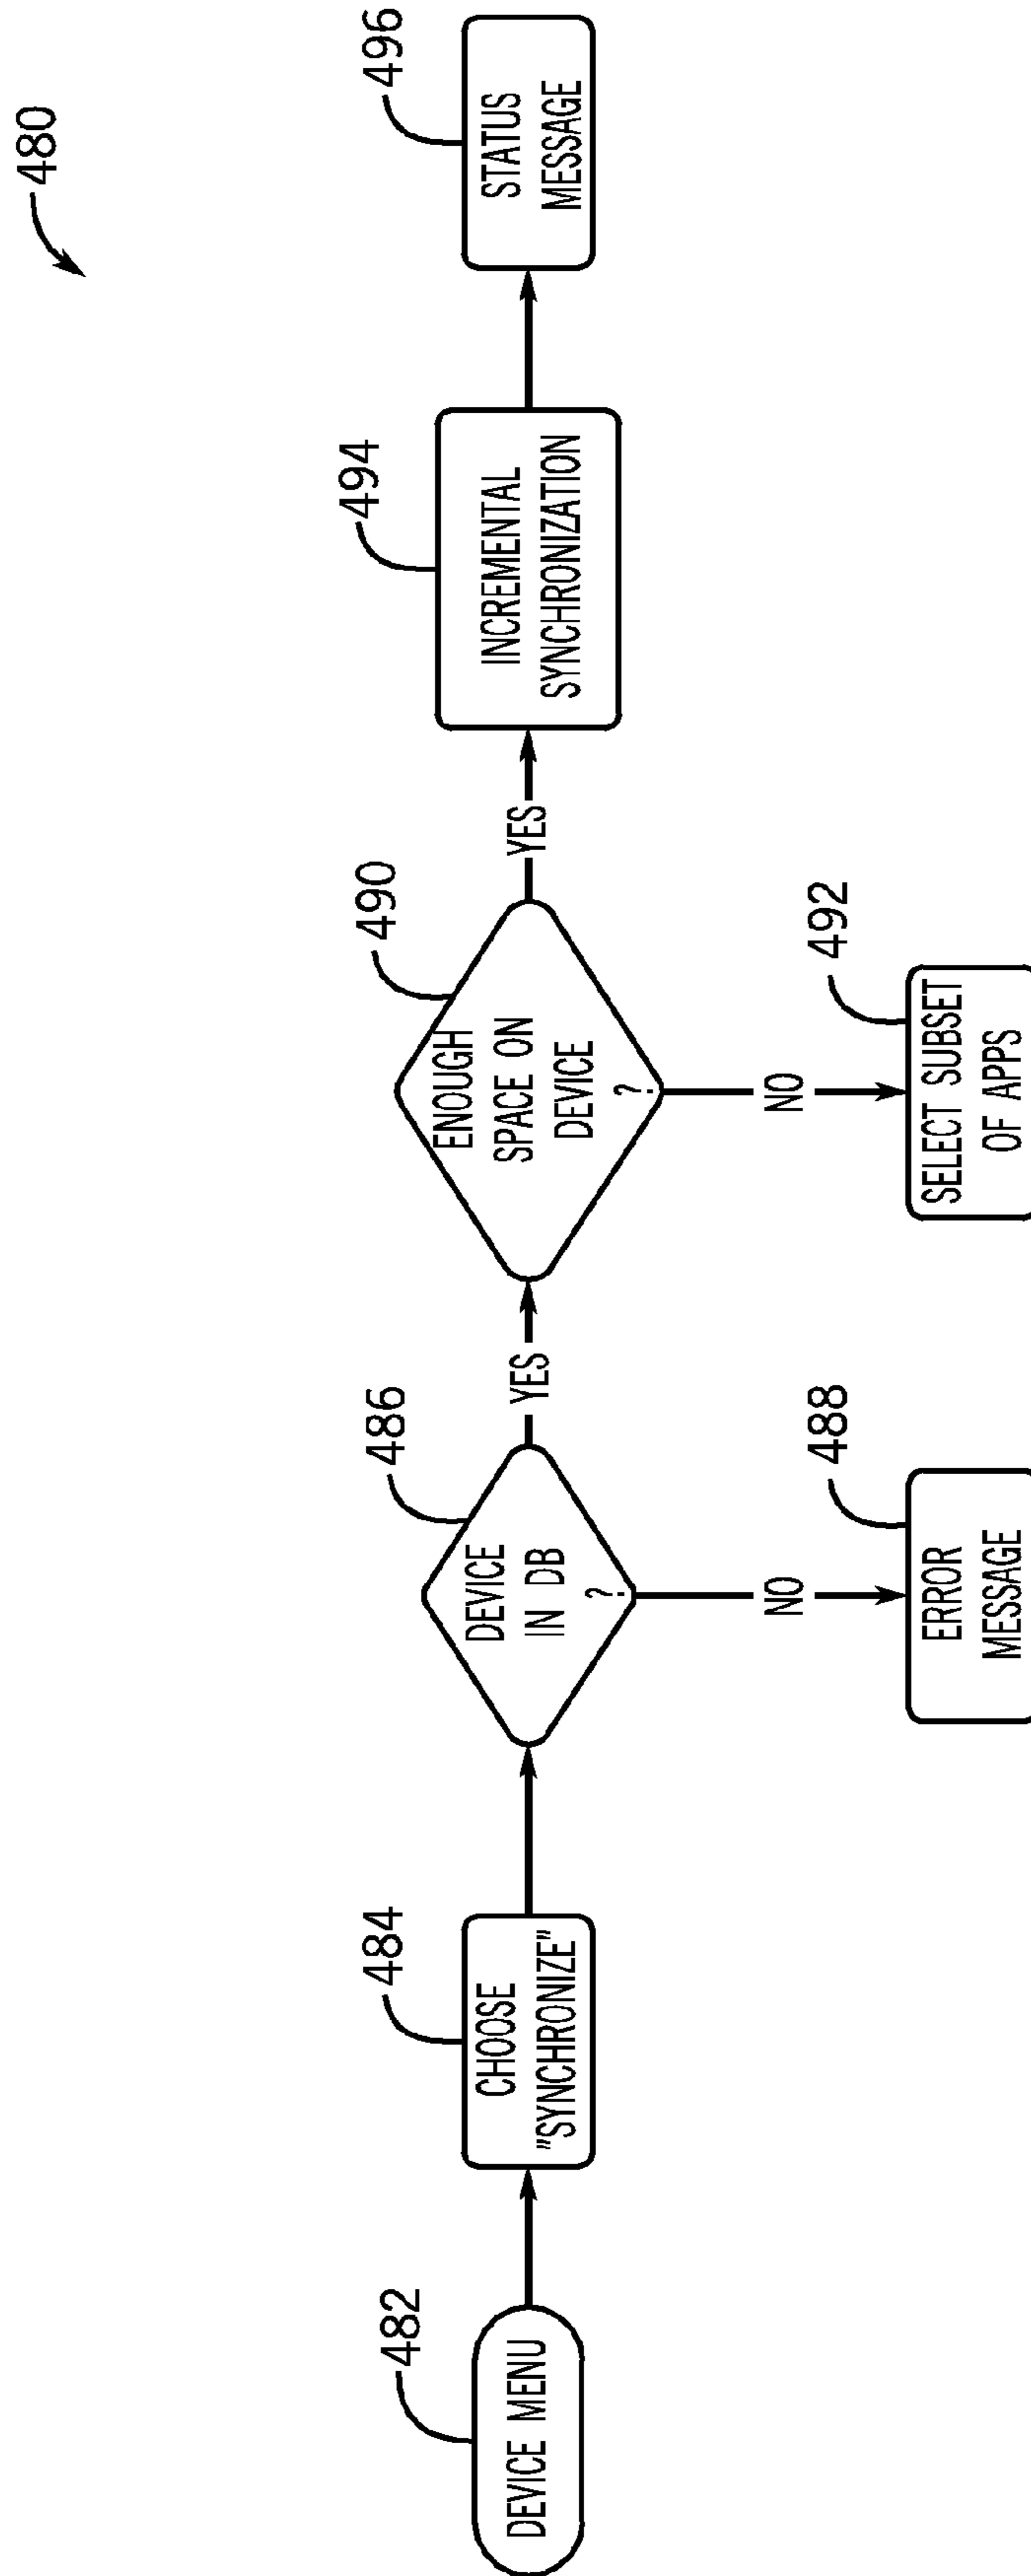 480
482
DEVICE MENU
484
CHOOSE
"SYNCHRONIZE"
486
DEVICE
IN DB
?
YES
NO
488
ERROR
MESSAGE
490
ENOUGH
SPACE ON
DEVICE
?
YES
NO
492
SELECT SUBSET
OF APPS
494
INCREMENTAL
SYNCHRONIZATION
496
STATUS
MESSAGE